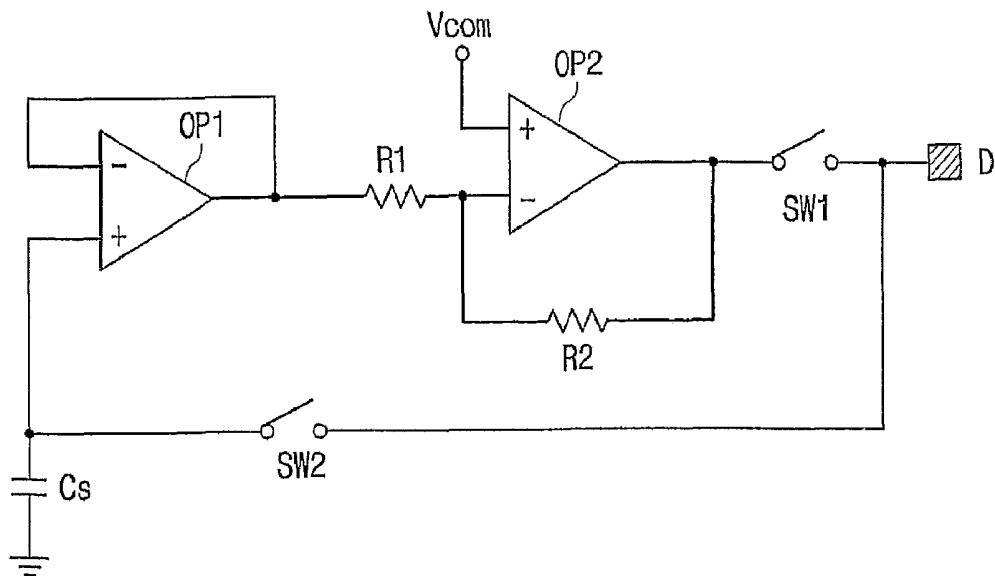 Vcom
OP2
OP1
-
+
+
-
R1
SW1
D
R2
SW2
Cs